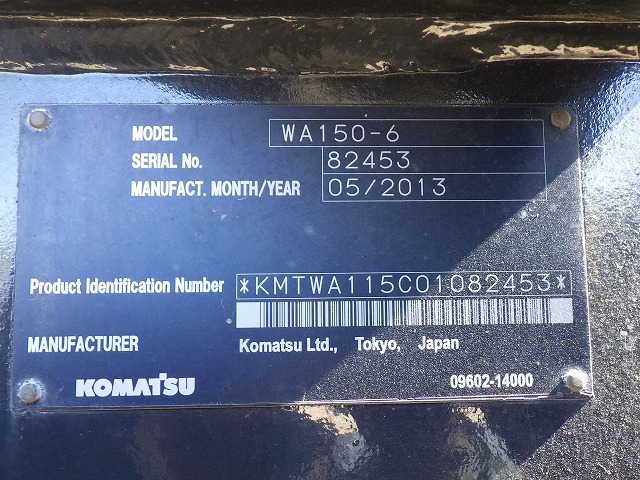 MODEL WA150-6
SERIAL No. 82453
MANUFACT. MONTH/YEAR 05/2013
Product Identification Number *KMTWA115C01082453*
MANUFACTURER Komatsu Ltd., Tokyo, Japan
KOMATSU 09602-14000